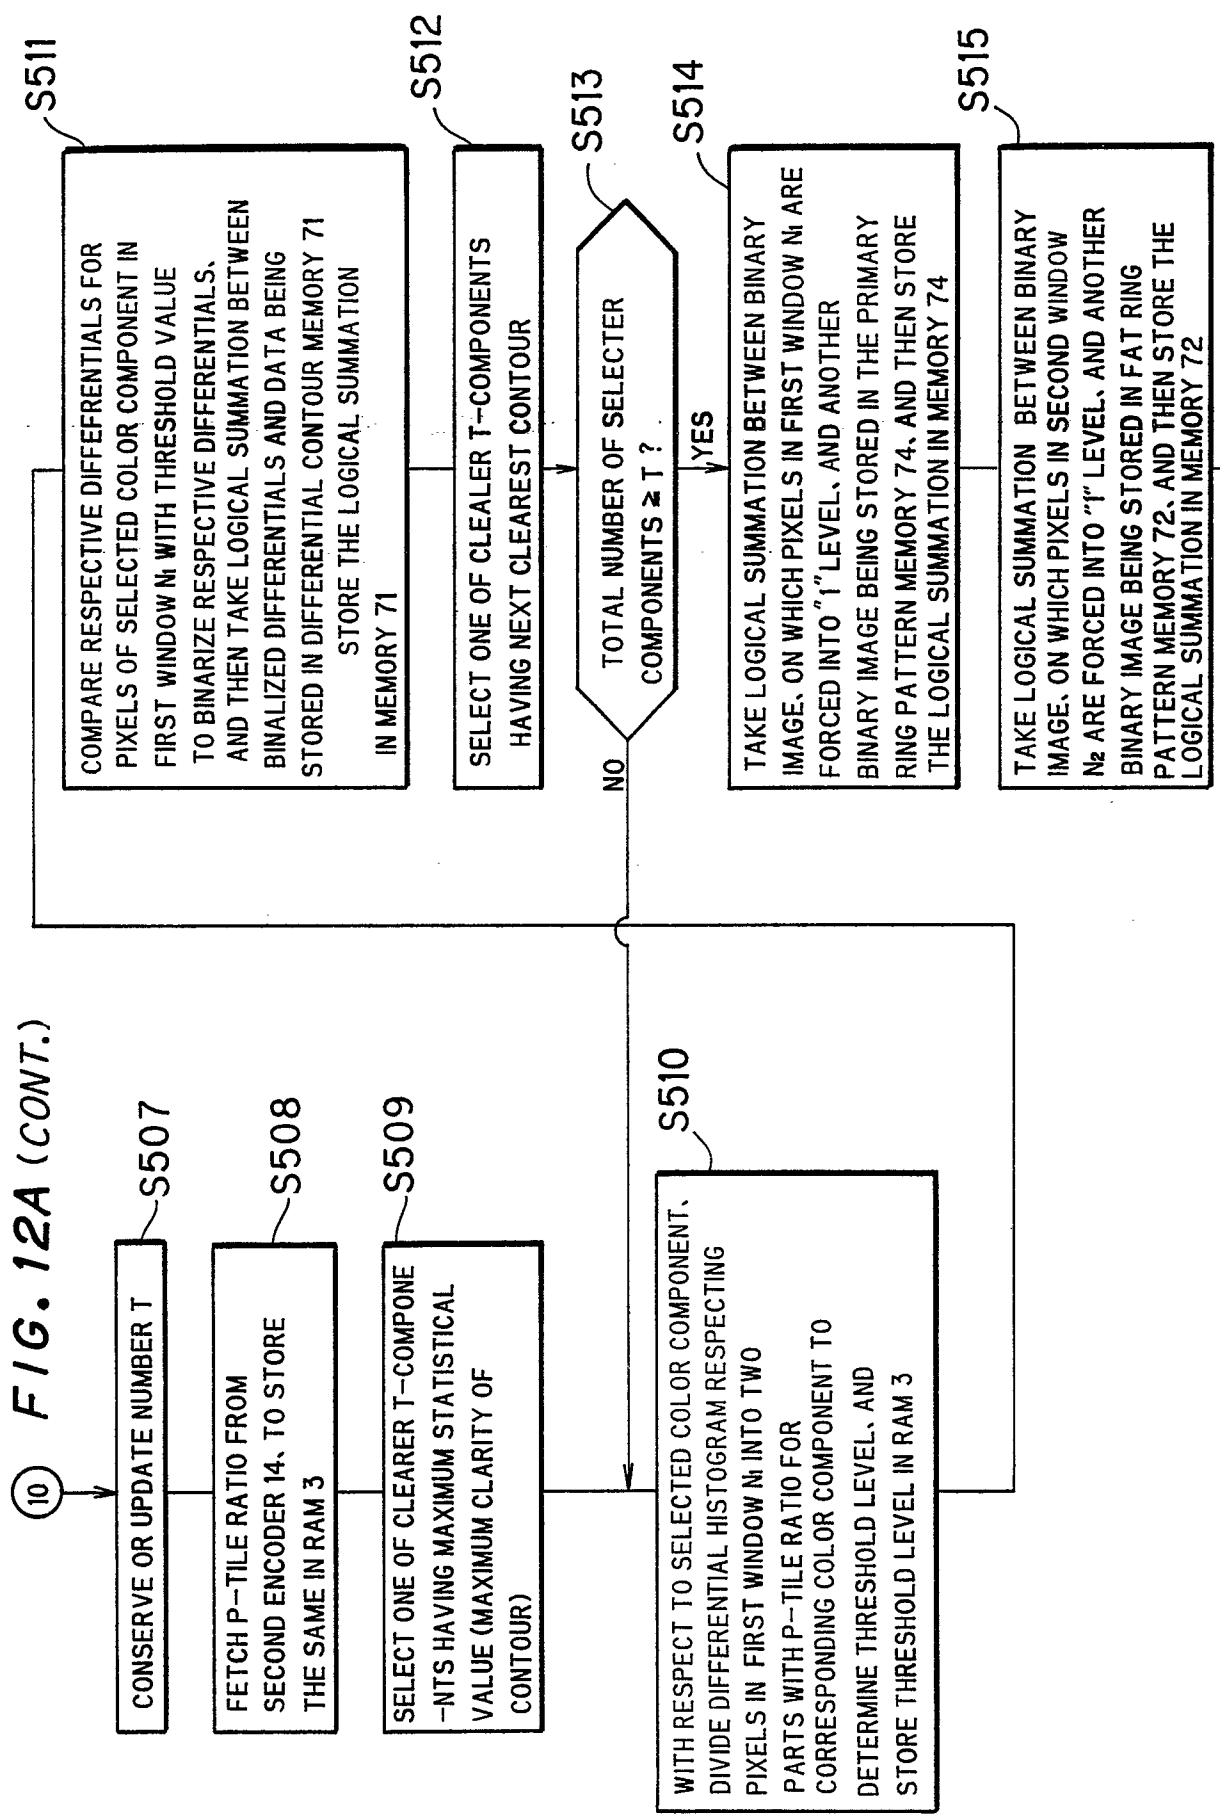 FIG. 12A (CONT.)
10
CONSERVE OR UPDATE NUMBER T
S507
FETCH P-TILE RATIO FROM
SECOND ENCODER 14, TO STORE
THE SAME IN RAM 3
S508
SELECT ONE OF CLEARER T-COMPONE
-NTS HAVING MAXIMUM STATISTICAL
VALUE (MAXIMUM CLARITY OF
CONTOUR)
S509
WITH RESPECT TO SELECTED COLOR COMPONENT,
DIVIDE DIFFERENTIAL HISTOGRAM RESPECTING
PIXELS IN FIRST WINDOW N1 INTO TWO
PARTS WITH P-TILE RATIO FOR
CORRESPONDING COLOR COMPONENT TO
DETERMINE THRESHOLD LEVEL, AND
STORE THRESHOLD LEVEL IN RAM 3
S510
COMPARE RESPECTIVE DIFFERENTIALS FOR
PIXELS OF SELECTED COLOR COMPONENT IN
FIRST WINDOW N1 WITH THRESHOLD VALUE
TO BINARIZE RESPECTIVE DIFFERENTIALS,
AND THEN TAKE LOGICAL SUMMATION BETWEEN
BINALIZED DIFFERENTIALS AND DATA BEING
STORED IN DIFFERENTIAL CONTOUR MEMORY 71
STORE THE LOGICAL SUMMATION
IN MEMORY 71
S511
SELECT ONE OF CLEALER T-COMPONENTS
HAVING NEXT CLEAREST CONTOUR
S512
TOTAL NUMBER OF SELECTER
COMPONENTS ≥ T ?
S513
NO
YES
TAKE LOGICAL SUMMATION BETWEEN BINARY
IMAGE, ON WHICH PIXELS IN FIRST WINDOW N1 ARE
FORCED INTO "1" LEVEL, AND ANOTHER
BINARY IMAGE BEING STORED IN THE PRIMARY
RING PATTERN MEMORY 74, AND THEN STORE
THE LOGICAL SUMMATION IN MEMORY 74
S514
TAKE LOGICAL SUMMATION BETWEEN BINARY
IMAGE, ON WHICH PIXELS IN SECOND WINDOW
N2 ARE FORCED INTO "1" LEVEL, AND ANOTHER
BINARY IMAGE BEING STORED IN FAT RING
PATTERN MEMORY 72, AND THEN STORE THE
LOGICAL SUMMATION IN MEMORY 72
S515